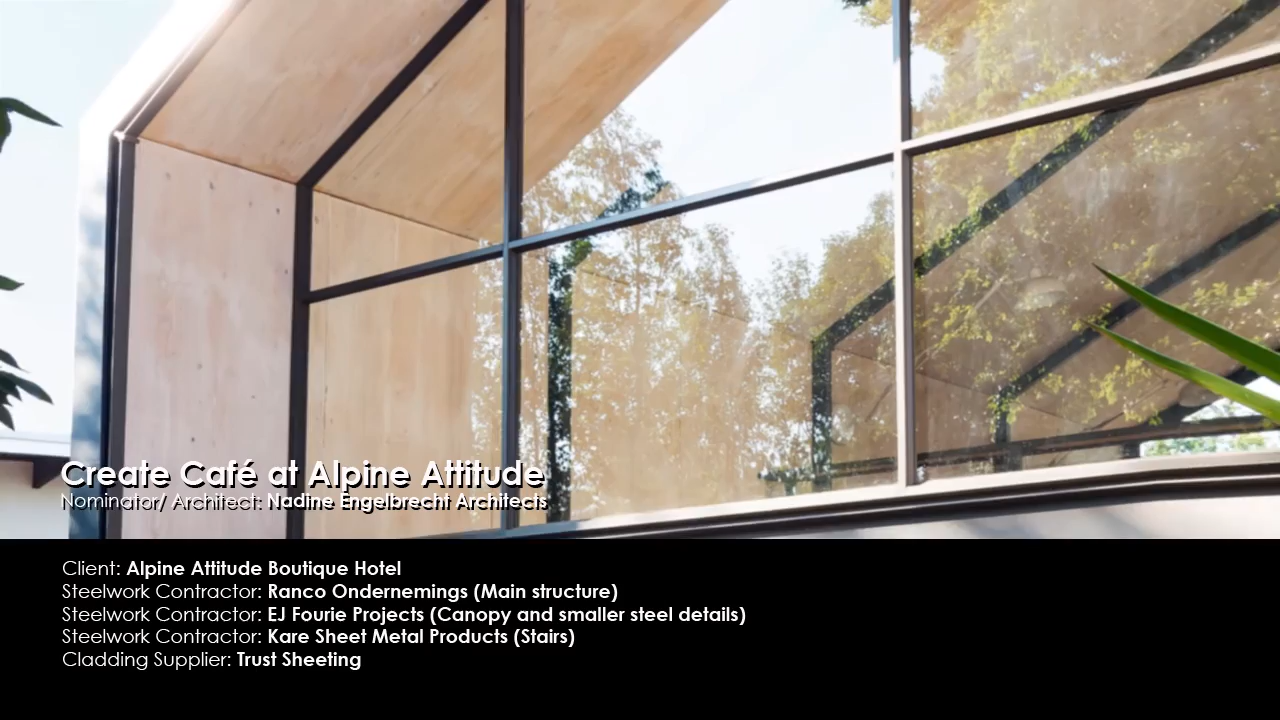 Create Café at Alpine Attitude
Nominator/ Architect: Nadine Engelbrecht Architects
Client: Alpine Attitude Boutique Hotel
Steelwork Contractor: Ranco Ondernemings (Main structure)
Steelwork Contractor: EJ Fourie Projects (Canopy and smaller steel details)
Steelwork Contractor: Kare Sheet Metal Products (Stairs)
Cladding Supplier: Trust Sheeting